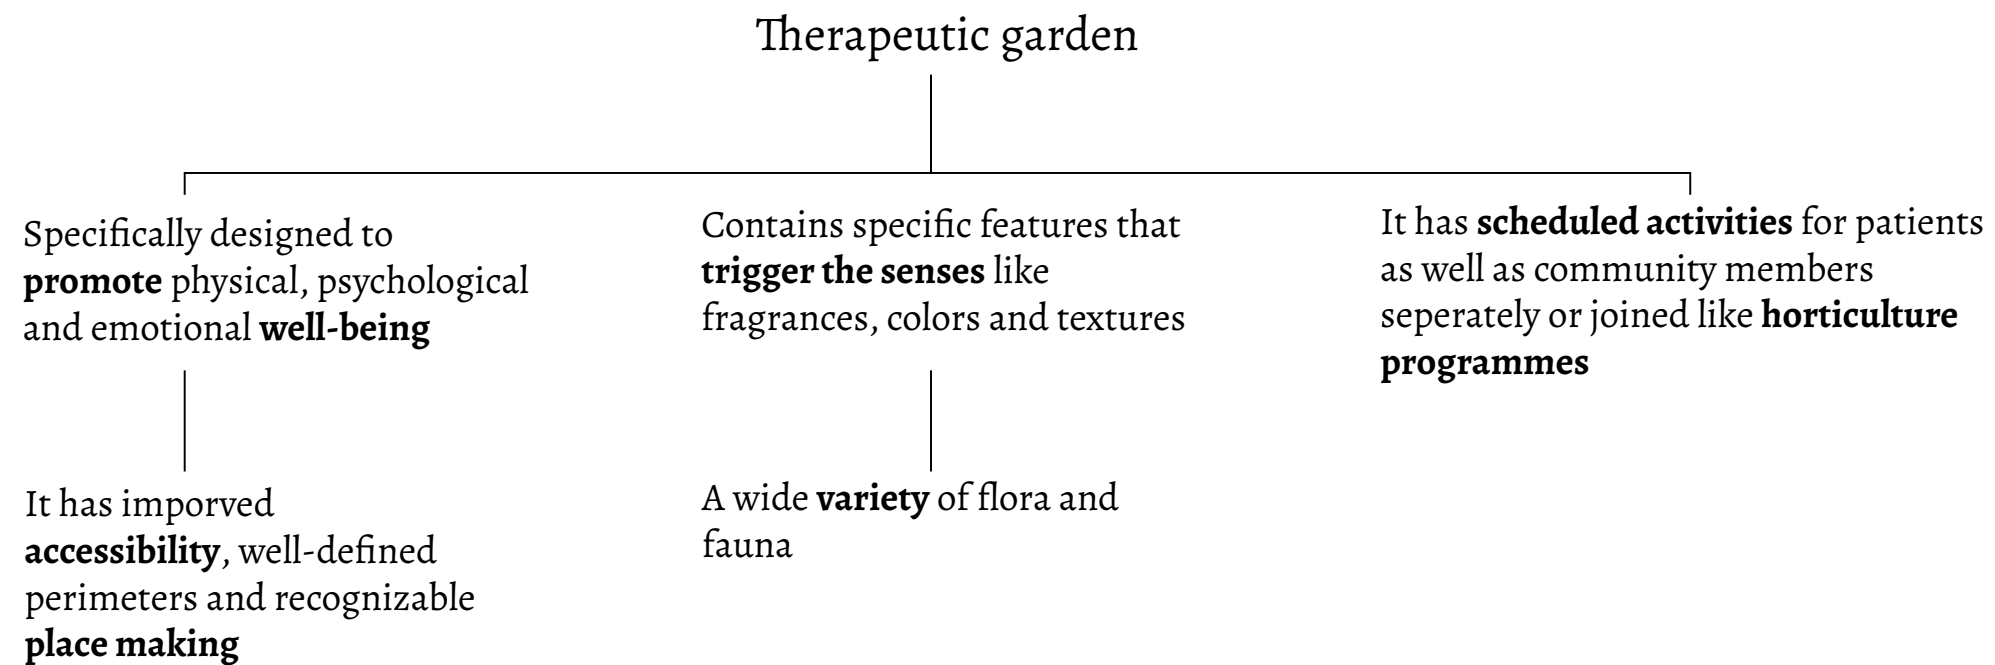 Therapeutic garden
Specifically designed to
promote physical, psychological
and emotional well-being
Contains specific features that
trigger the senses like
fragrances, colors and textures
It has scheduled activities for patients
as well as community members
seperately or joined like horticulture
programmes
It has imporved
accessibility, well-defined
perimeters and recognizable
place making
A wide variety of flora and
fauna